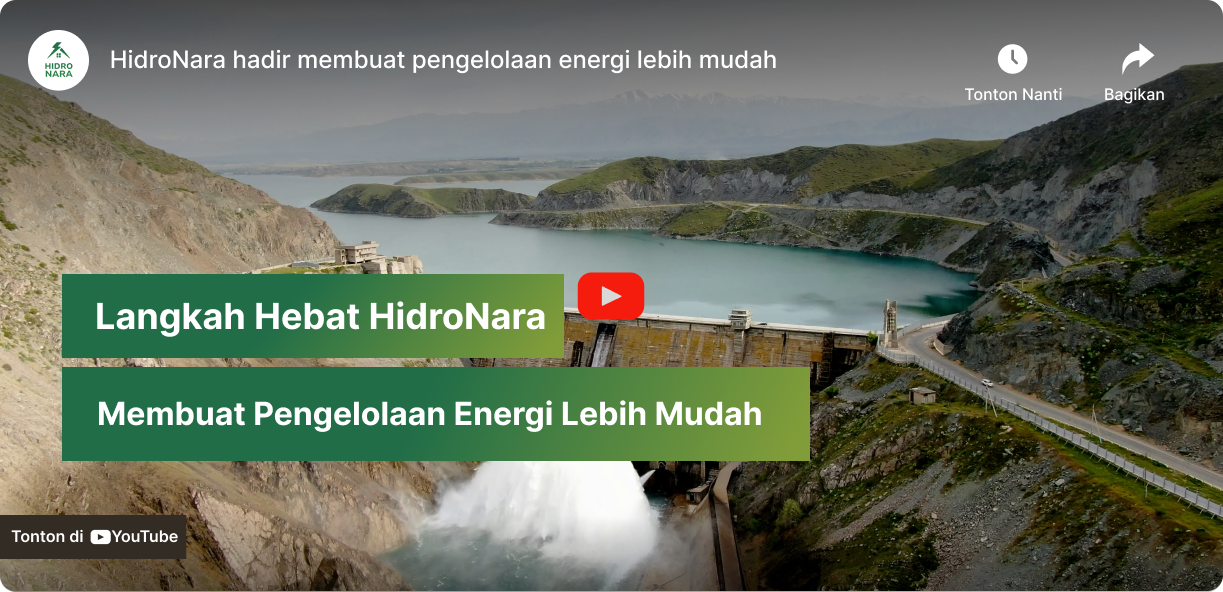 HIDRO
NARA
HidroNara hadir membuat pengelolaan energi lebih mudah
Tonton Nanti
Bagikan
Langkah Hebat HidroNara
Membuat Pengelolaan Energi Lebih Mudah
Tonton di YouTube